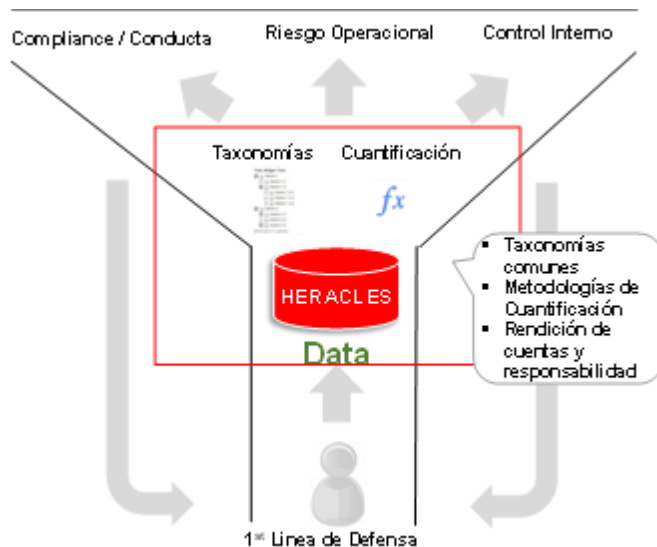 Compliance / Conducta
Riesgo Operacional
Control Interno
Taxonomías
Cuantificación
fx
HERACLES
Data
▪ Taxonomías
comunes
▪ Metodologías de
Cuantificación
▪ Rendición de
cuentas y
responsabilidad
1ª Linea de Defensa